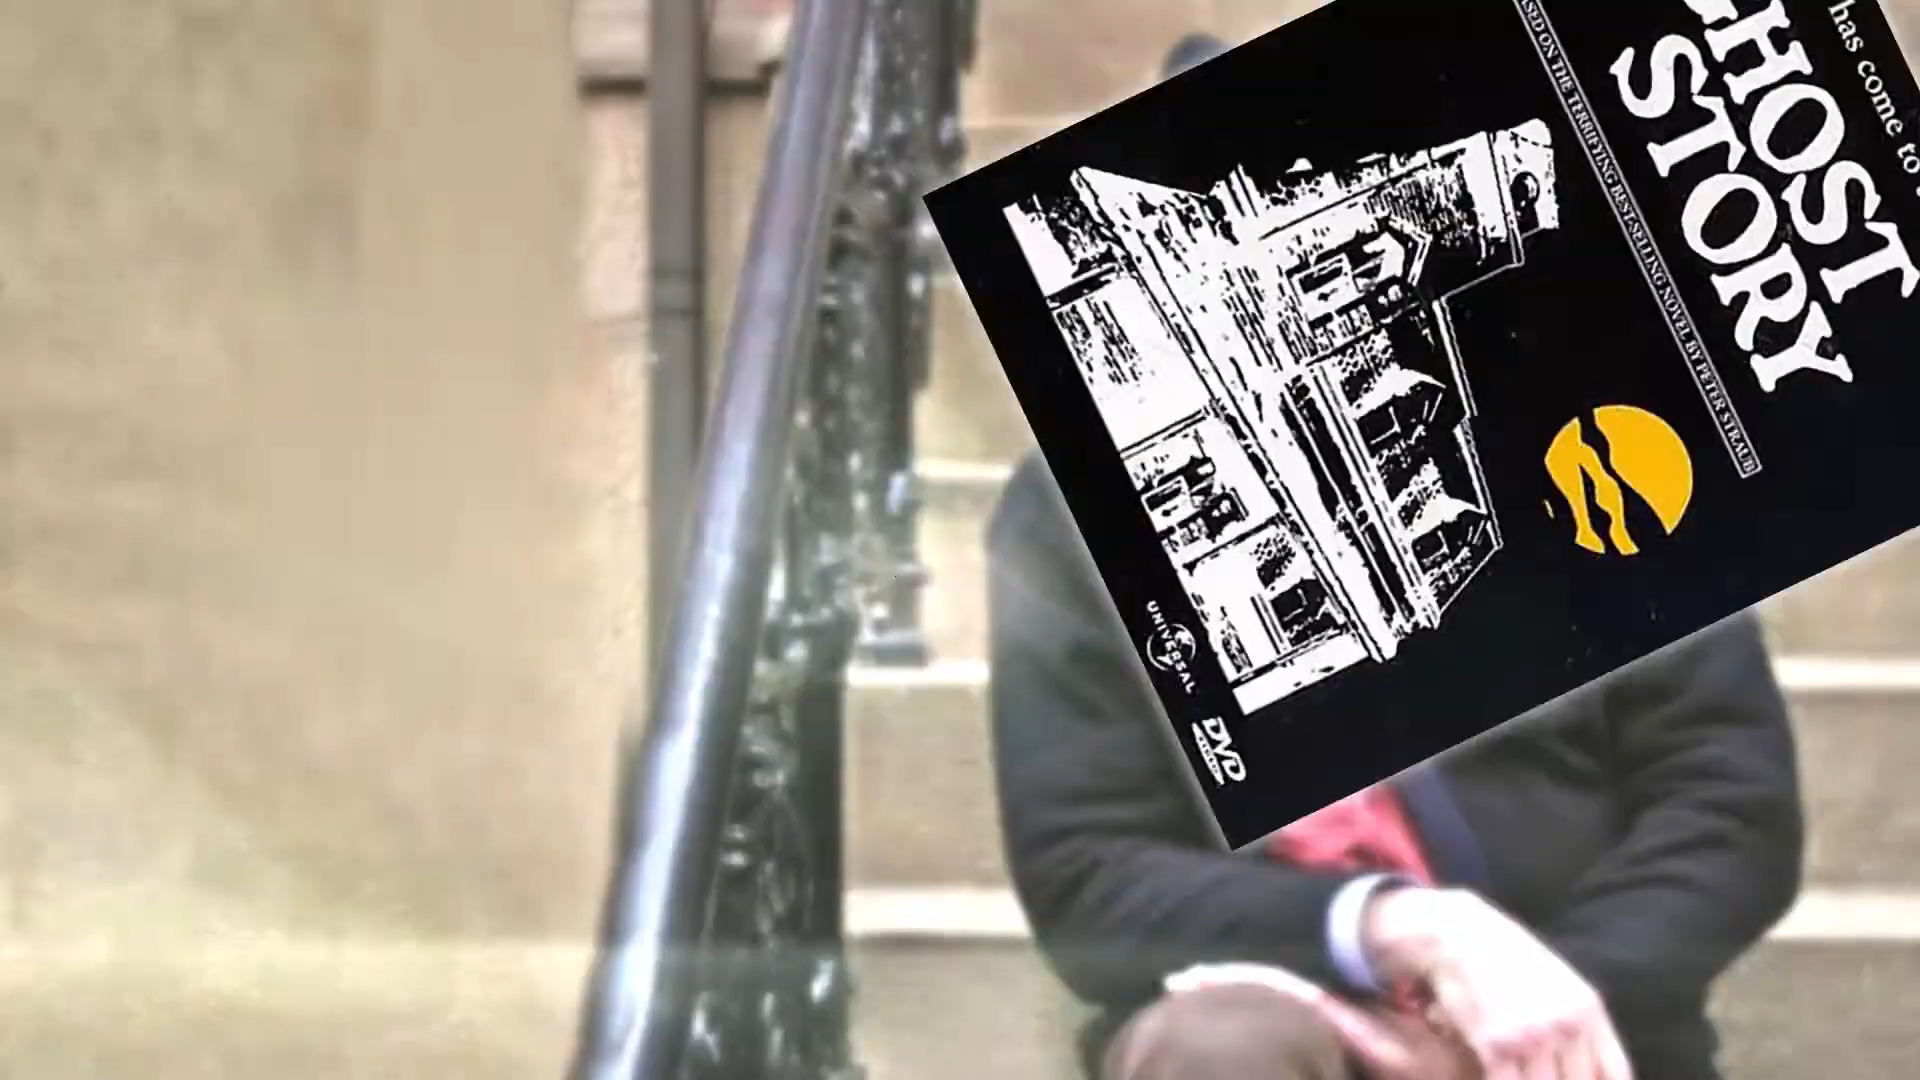 has come to
GHOST
STORY
BASED ON THE TERRIFYING BEST-SELLING NOVEL BY PETER STRAUB
UNIVERSAL
DVD